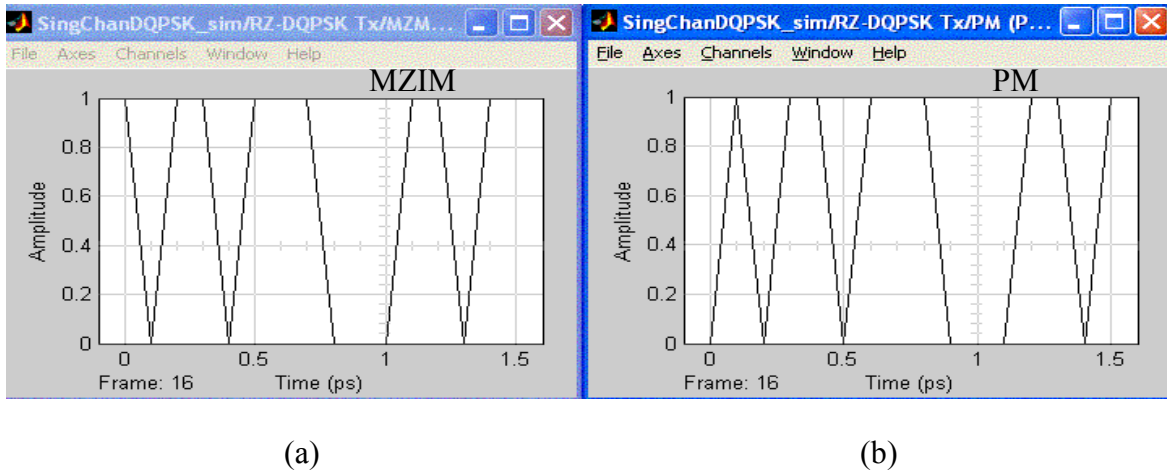 SingChanDQPSK_sim/RZ-DQPSK Tx/MZM...
File Axes Channels Window Help
MZIM
1
0.8
0.6
0.4
0.2
0
Amplitude
0 0.5 1 1.5
Frame: 16 Time (ps)
(a)
SingChanDQPSK_sim/RZ-DQPSK Tx/PM (P...
File Axes Channels Window Help
PM
1
0.8
0.6
0.4
0.2
0
Amplitude
0 0.5 1 1.5
Frame: 16 Time (ps)
(b)